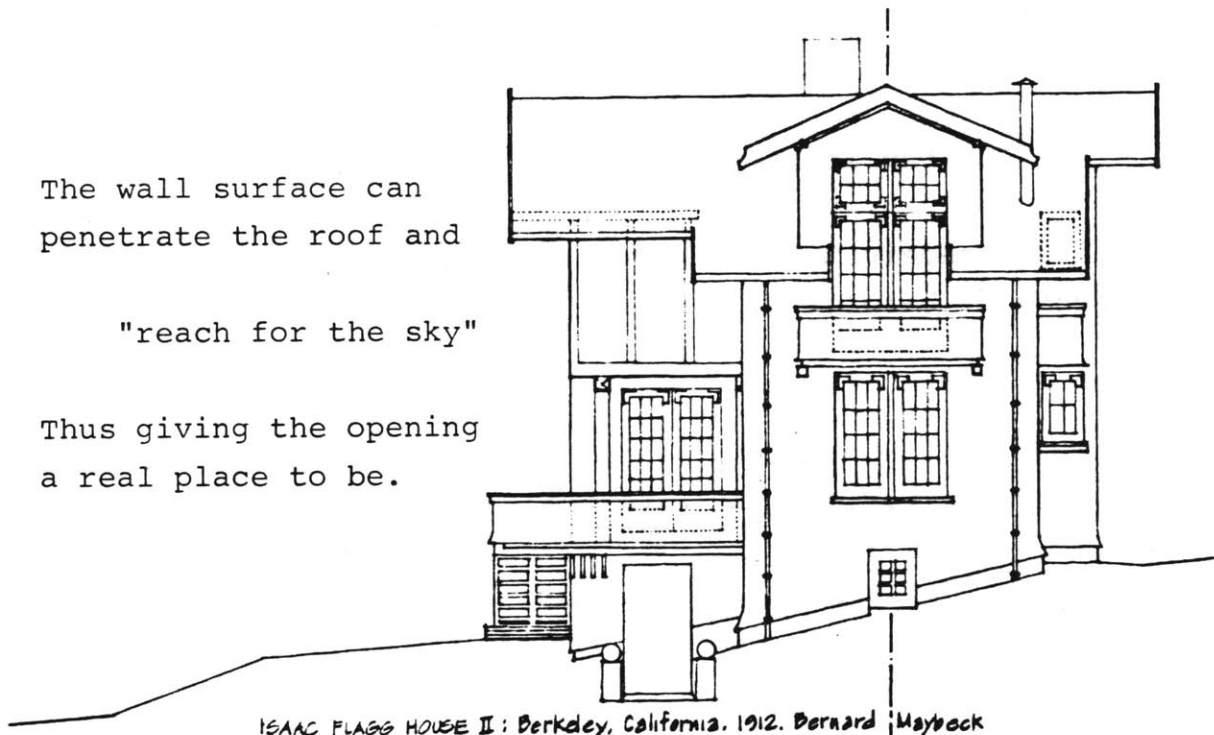 The wall surface can
penetrate the roof and
"reach for the sky"
Thus giving the opening
a real place to be.
ISAAC FLAGG HOUSE II : Berkeley, California. 1912. Bernard Maybeck